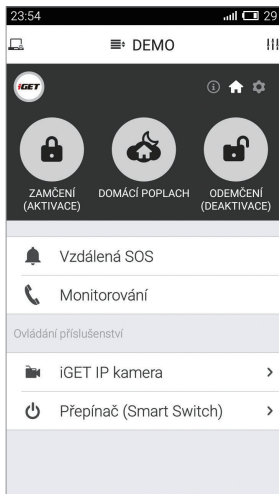 23:54 29
DEMO
iGET
ZAMČENÍ
(AKTIVACE)
DOMÁCÍ POPLACH
ODEMČENÍ
(DEAKTIVACE)
Vzdálená SOS
Monitorování
Ovládání příslušenství
iGET IP kamera
Přepínač (Smart Switch)